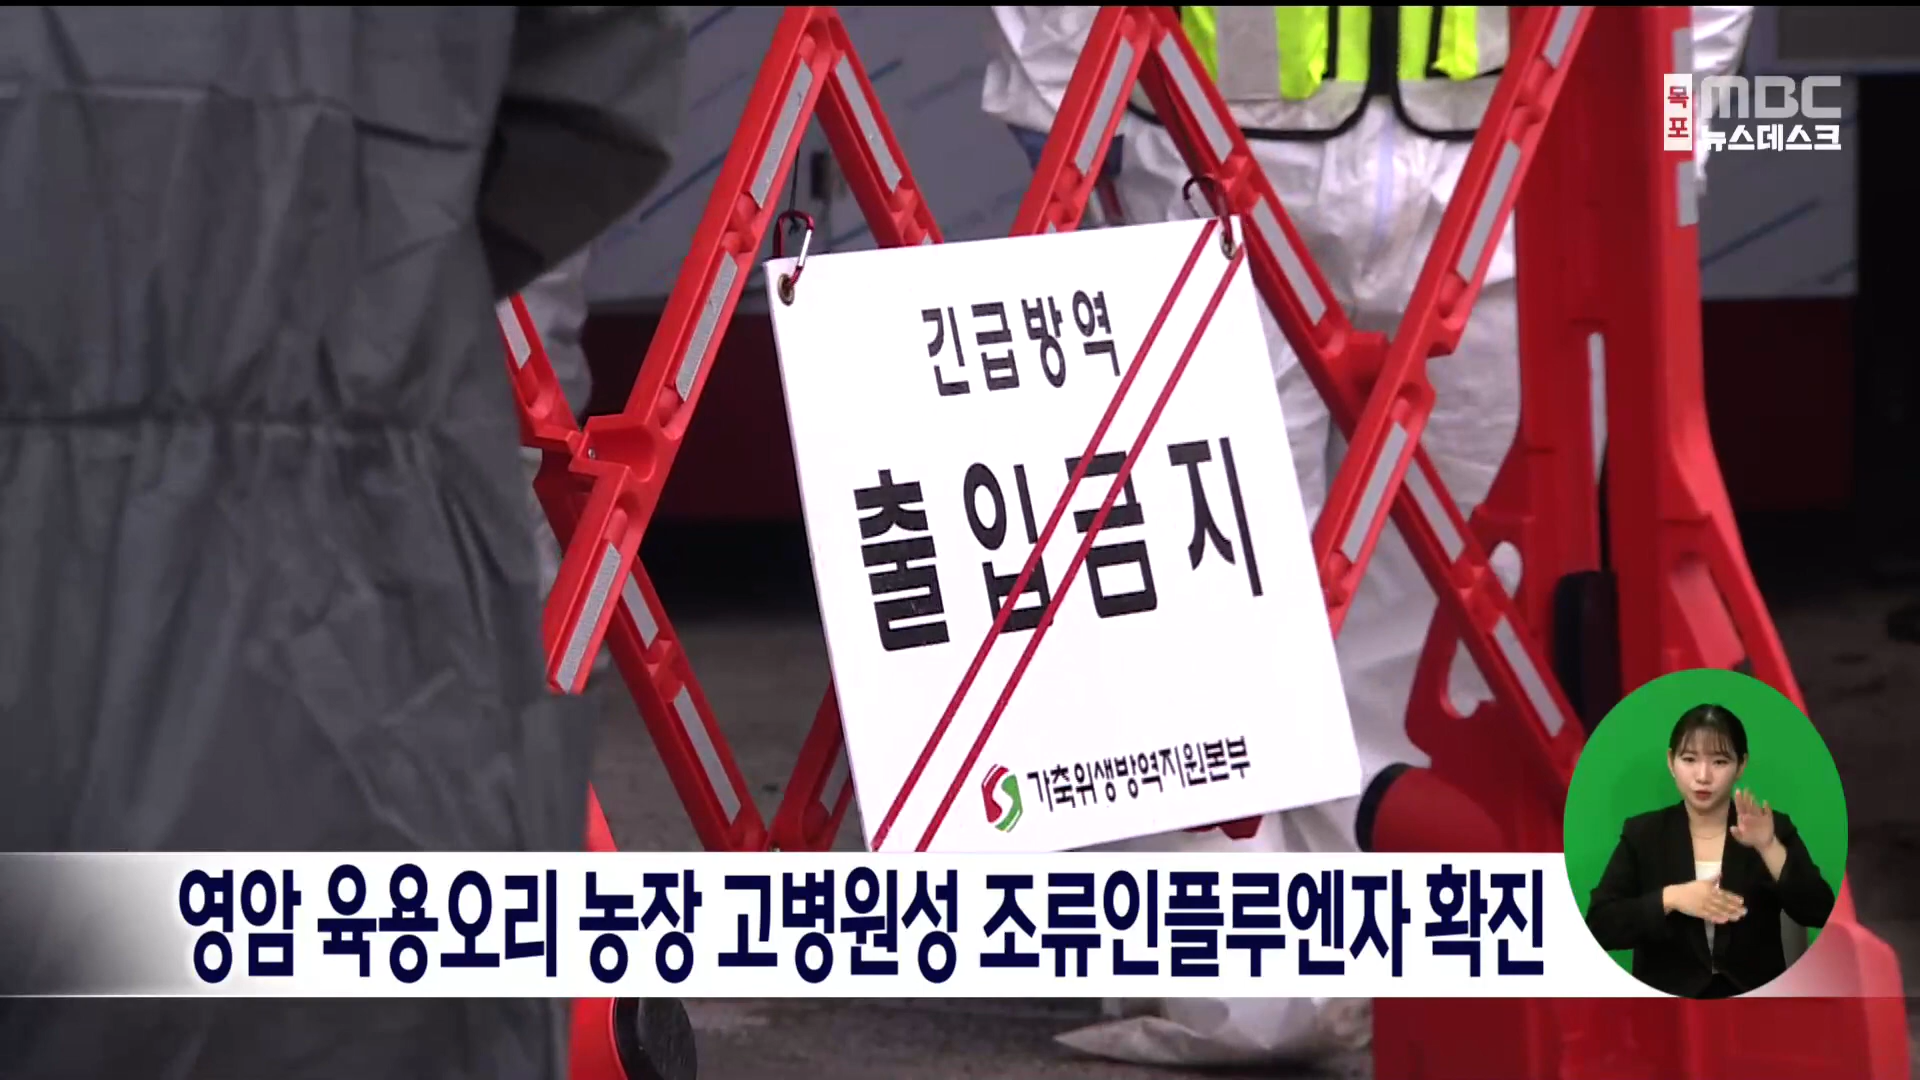 목포 MBC
뉴스데스크
긴급방역
출입금지
가축위생방역지원본부
영암 육용오리 농장 고병원성 조류인플루엔자 확진